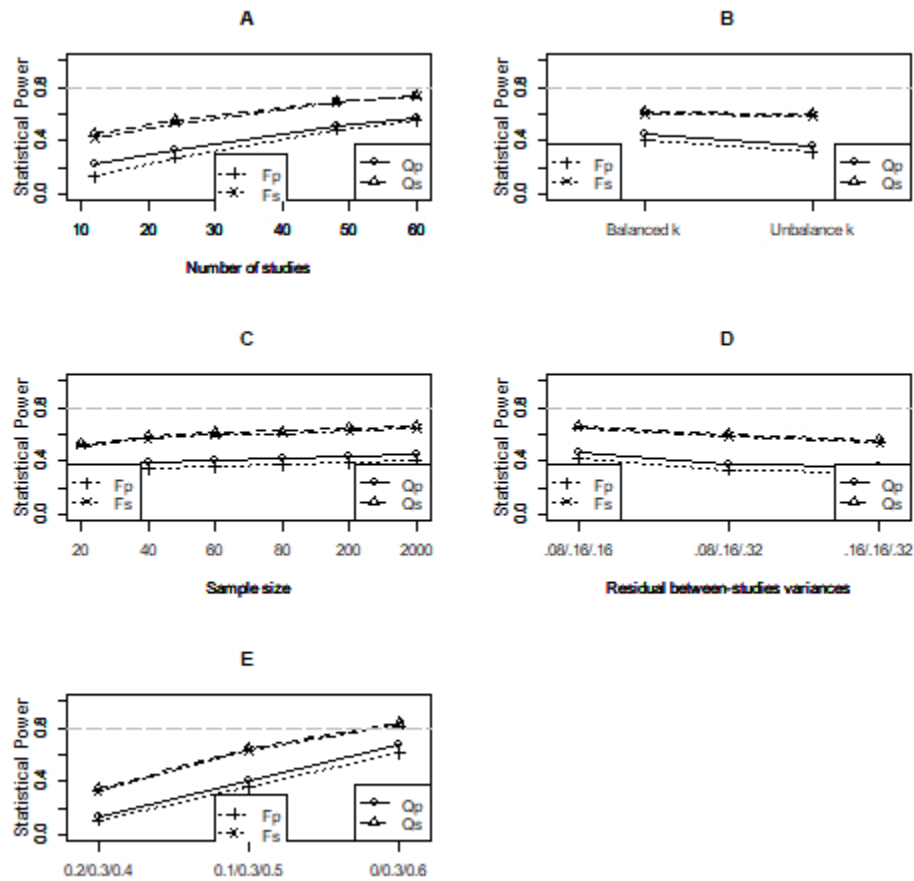 A
Statistical Power
0.0 0.4 0.8
Fp
Fs
Qp
Qs
10 20 30 40 50 60
Number of studies
B
Statistical Power
0.0 0.4 0.8
Fp
Fs
Qp
Qs
Balanced k Unbalance k
C
Statistical Power
0.0 0.4 0.8
Fp
Fs
Qp
Qs
20 40 60 80 200 2000
Sample size
D
Statistical Power
0.0 0.4 0.8
Fp
Fs
Qp
Qs
.08/.16/.16 .08/.16/.32 .16/.16/.32
Residual between-studies variances
E
Statistical Power
0.0 0.4 0.8
Fp
Fs
Qp
Qs
0.2/0.3/0.4 0.1/0.3/0.5 0/0.3/0.6